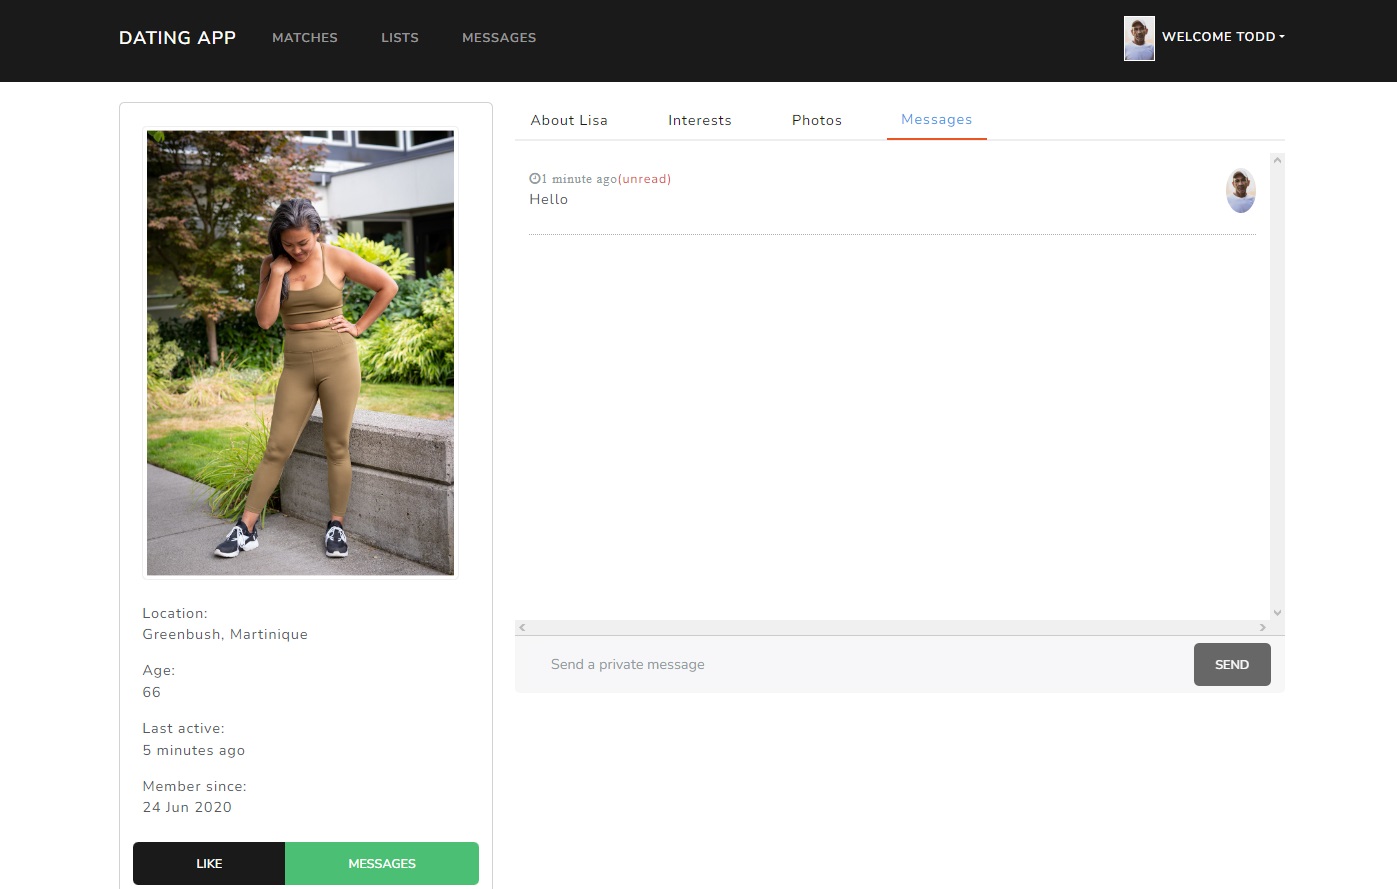 DATING APP MATCHES LISTS MESSAGES WELCOME TODD
About Lisa Interests Photos Messages
1 minute ago(unread)
Hello
Send a private message SEND
Location:
Greenbush, Martinique
Age:
66
Last active:
5 minutes ago
Member since:
24 Jun 2020
LIKE MESSAGES